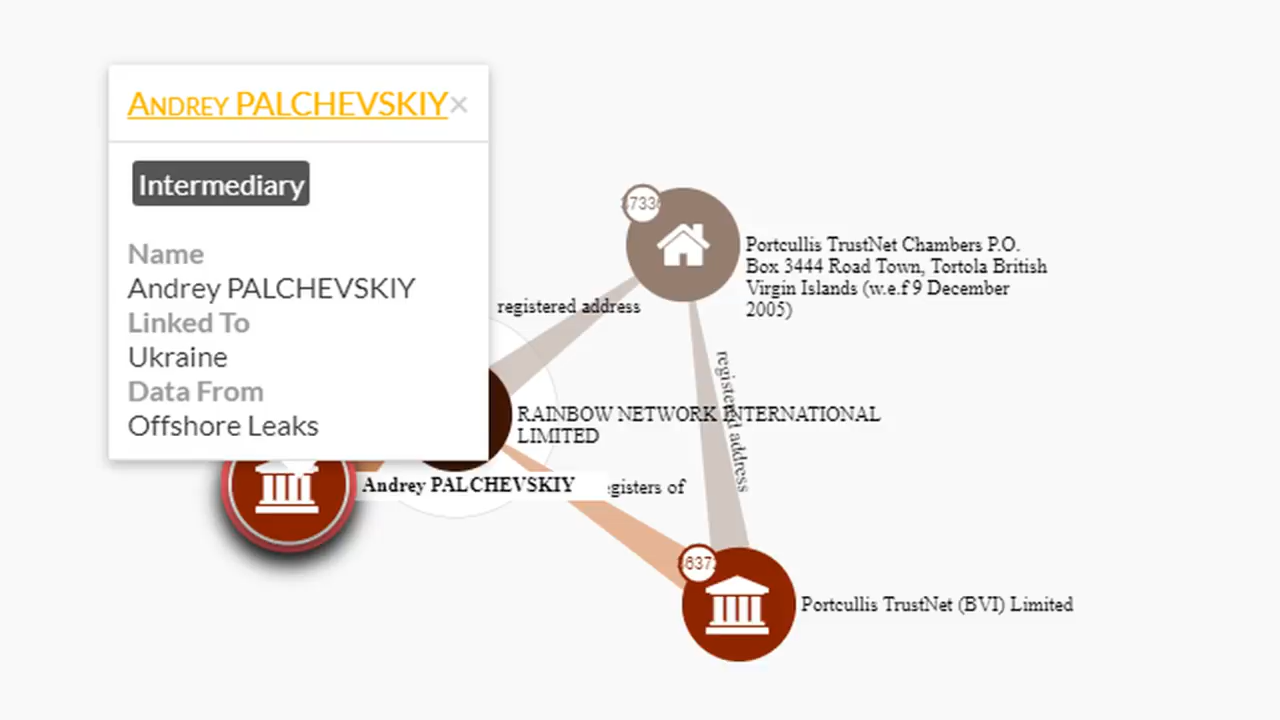 Andrey PALCHEVSKIY
Intermediary
Name
Andrey PALCHEVSKIY
Linked To
Ukraine
Data From
Offshore Leaks
Portcullis TrustNet Chambers P.O.
Box 3444 Road Town, Tortola British
Virgin Islands (w.e.f 9 December
2005)
registered address
registered address
RAINBOW NETWORK INTERNATIONAL
LIMITED
Andrey PALCHEVSKIY
of
Portcullis TrustNet (BVI) Limited